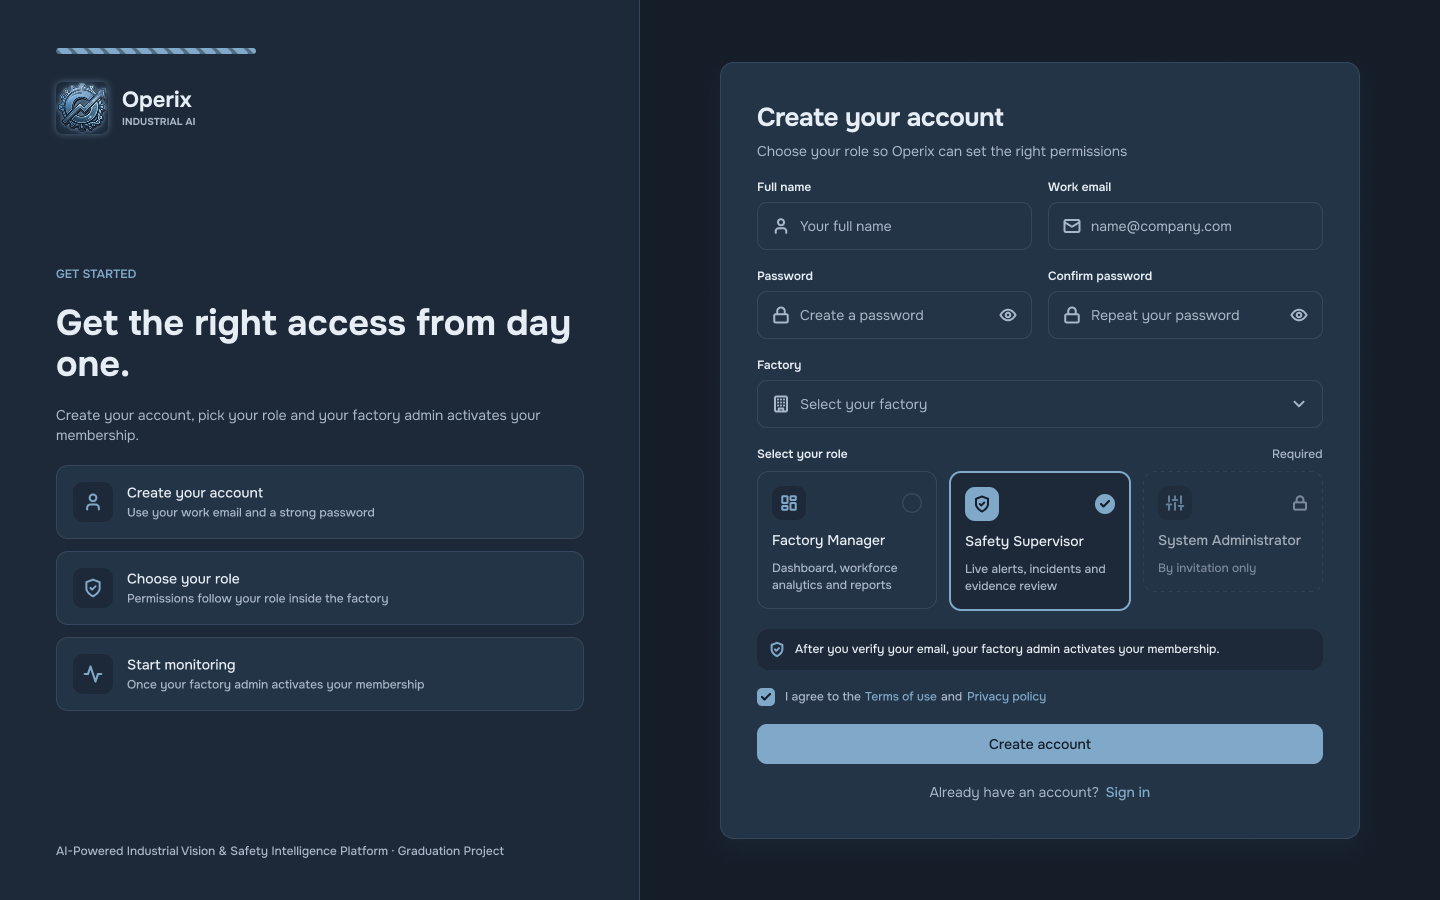 Operix
INDUSTRIAL AI
GET STARTED
Get the right access from day
one.
Create your account, pick your role and your factory admin activates your
membership.
Create your account
Use your work email and a strong password
Choose your role
Permissions follow your role inside the factory
Start monitoring
Once your factory admin activates your membership
AI-Powered Industrial Vision & Safety Intelligence Platform · Graduation Project
Create your account
Choose your role so Operix can set the right permissions
Full name
Work email
Your full name
name@company.com
Password
Confirm password
Create a password
Repeat your password
Factory
Select your factory
Select your role
Required
Factory Manager
Dashboard, workforce
analytics and reports
Safety Supervisor
Live alerts, incidents and
evidence review
System Administrator
By invitation only
After you verify your email, your factory admin activates your membership.
I agree to the Terms of use and Privacy policy
Create account
Already have an account? Sign in